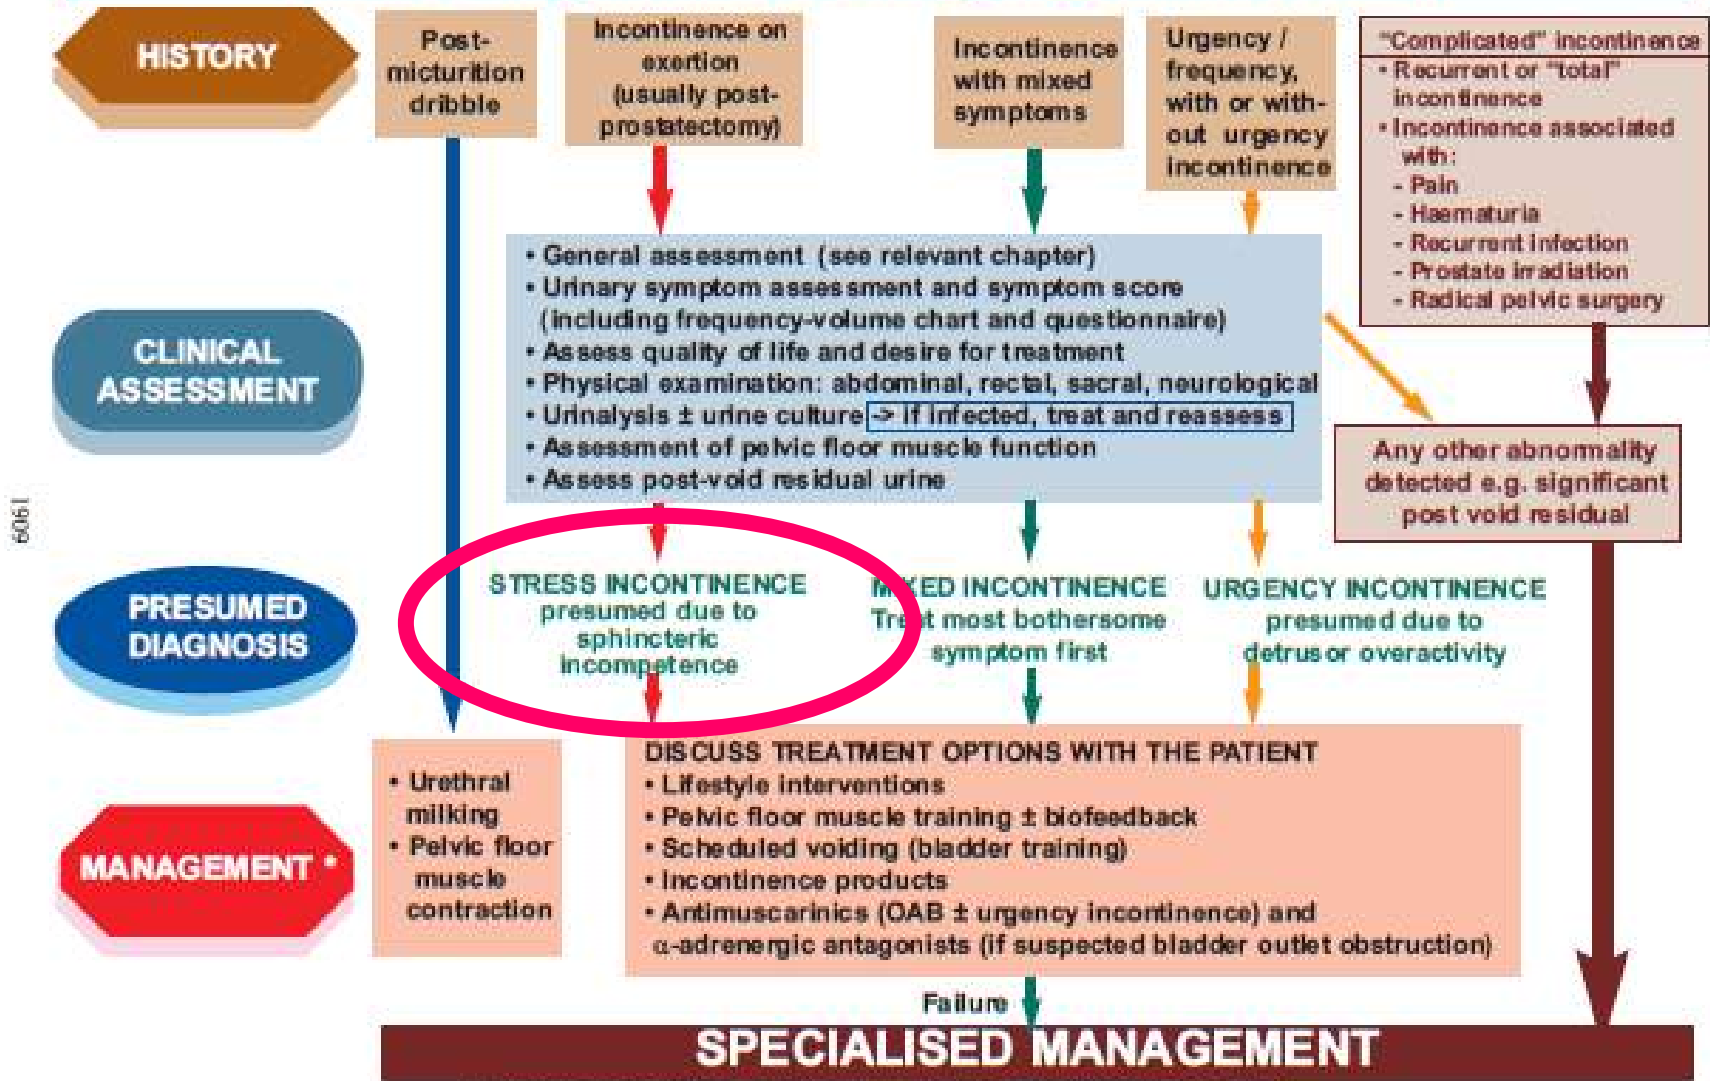 HISTORY
Post-
micturition
dribble
Incontinence on
exertion
(usually post-
prostatectomy)
Incontinence
with mixed
symptoms
Urgency /
frequency,
with or with-
out urgency
incontinence
“Complicated” incontinence
• Recurrent or “total”
incontinence
• Incontinence associated
with:
- Pain
- Haematuria
- Recurrent infection
- Prostate irradiation
- Radical pelvic surgery
CLINICAL
ASSESSMENT
• General assessment (see relevant chapter)
• Urinary symptom assessment and symptom score
(including frequency-volume chart and questionnaire)
• Assess quality of life and desire for treatment
• Physical examination: abdominal, rectal, sacral, neurological
• Urinalysis ± urine culture -> if infected, treat and reassess
• Assessment of pelvic floor muscle function
• Assess post-void residual urine
Any other abnormality
detected e.g. significant
post void residual
1909
PRESUMED
DIAGNOSIS
STRESS INCONTINENCE
presumed due to
sphincteric
incompetence
MIXED INCONTINENCE
Treat most bothersome
symptom first
URGENCY INCONTINENCE
presumed due to
detrusor overactivity
MANAGEMENT *
• Urethral
milking
• Pelvic floor
muscle
contraction
DISCUSS TREATMENT OPTIONS WITH THE PATIENT
• Lifestyle interventions
• Pelvic floor muscle training ± biofeedback
• Scheduled voiding (bladder training)
• Incontinence products
• Antimuscarinics (OAB ± urgency incontinence) and
α-adrenergic antagonists (if suspected bladder outlet obstruction)
Failure
SPECIALISED MANAGEMENT